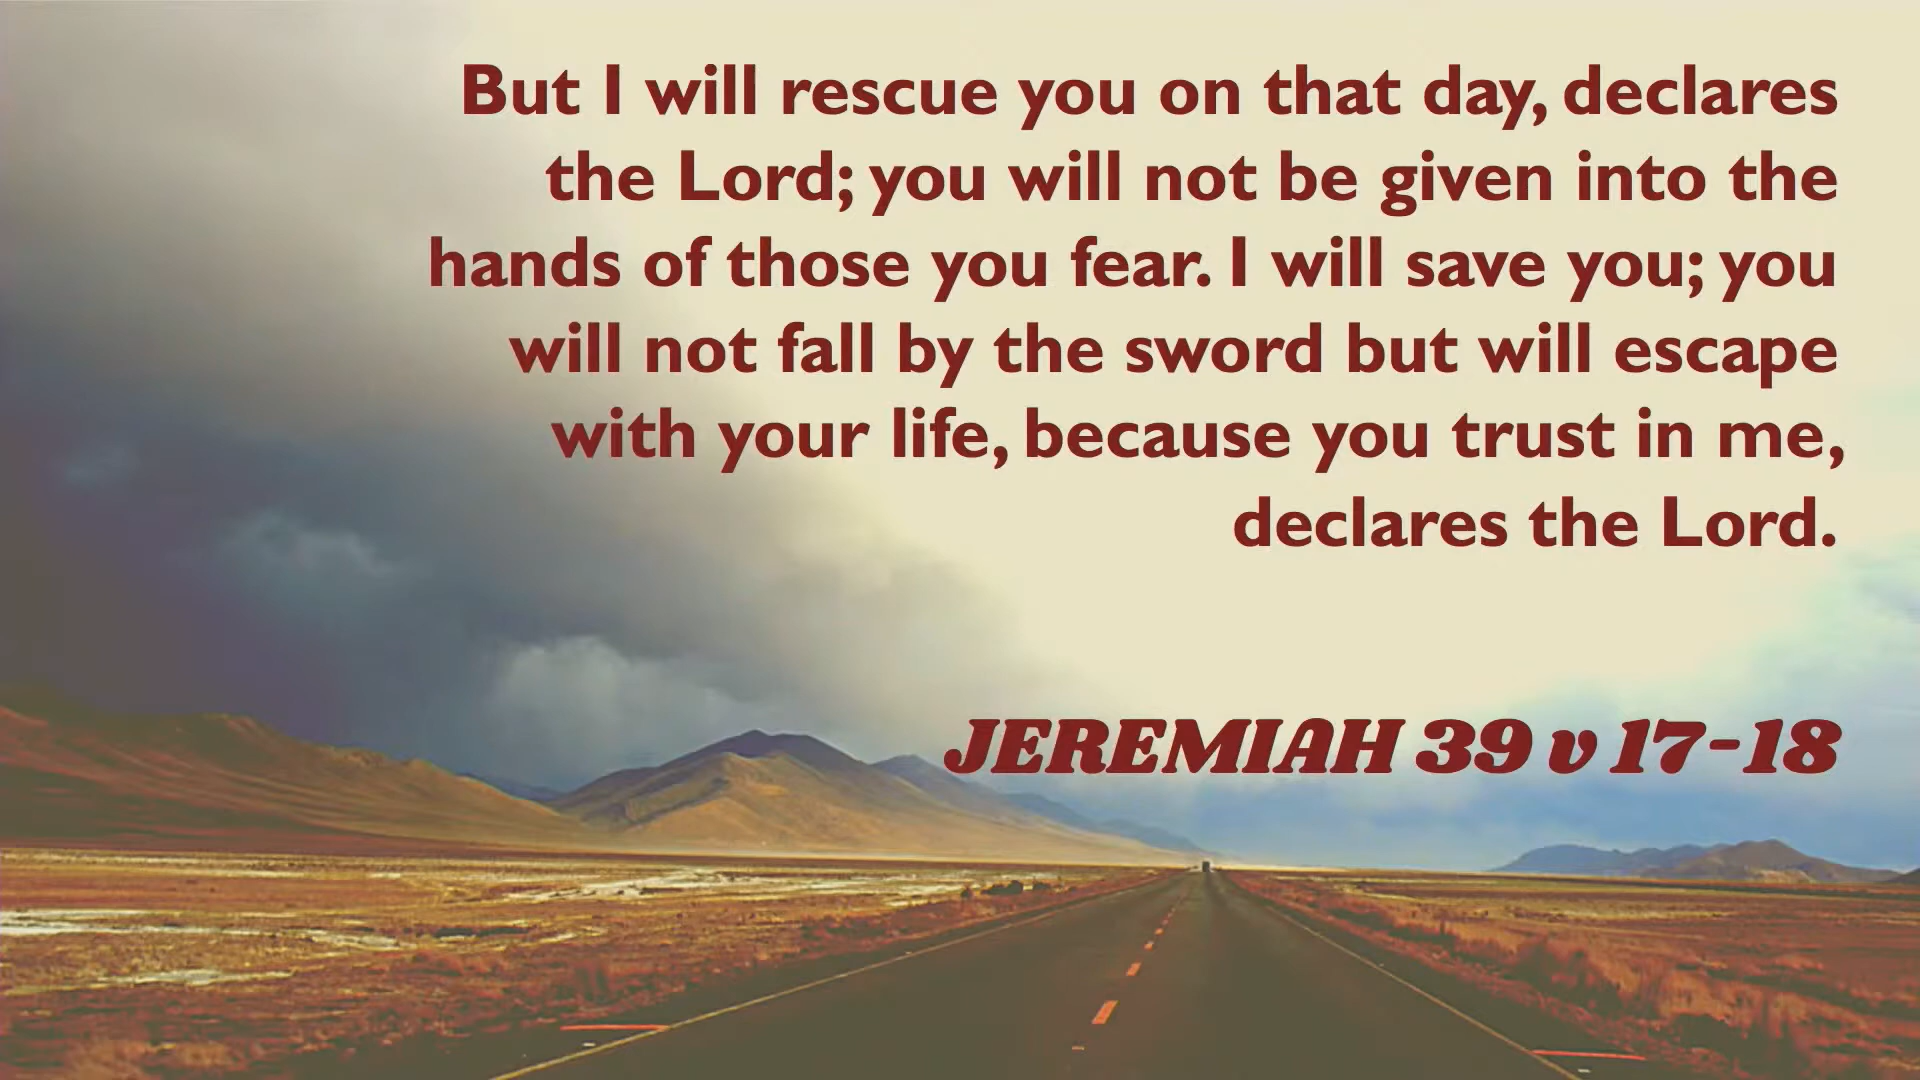 But I will rescue you on that day, declares
the Lord; you will not be given into the
hands of those you fear. I will save you; you
will not fall by the sword but will escape
with your life, because you trust in me,
declares the Lord.
JEREMIAH 39 v 17-18